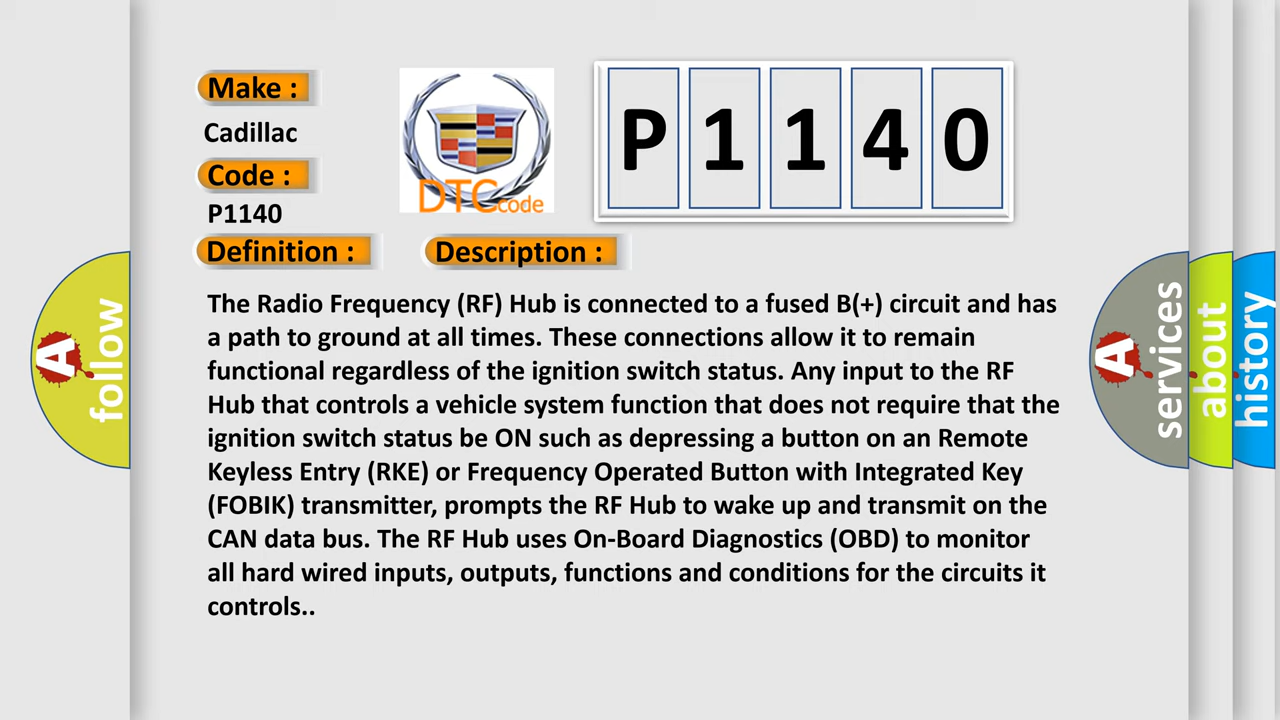 Make :
Cadillac
Code :
P1140
Definition :
Description :
DTC code
P 1 1 4 0
The Radio Frequency (RF) Hub is connected to a fused B(+) circuit and has
a path to ground at all times. These connections allow it to remain
functional regardless of the ignition switch status. Any input to the RF
Hub that controls a vehicle system function that does not require that the
ignition switch status be ON such as depressing a button on an Remote
Keyless Entry (RKE) or Frequency Operated Button with Integrated Key
(FOBIK) transmitter, prompts the RF Hub to wake up and transmit on the
CAN data bus. The RF Hub uses On-Board Diagnostics (OBD) to monitor
all hard wired inputs, outputs, functions and conditions for the circuits it
controls..
A
follow
A
services
about
history